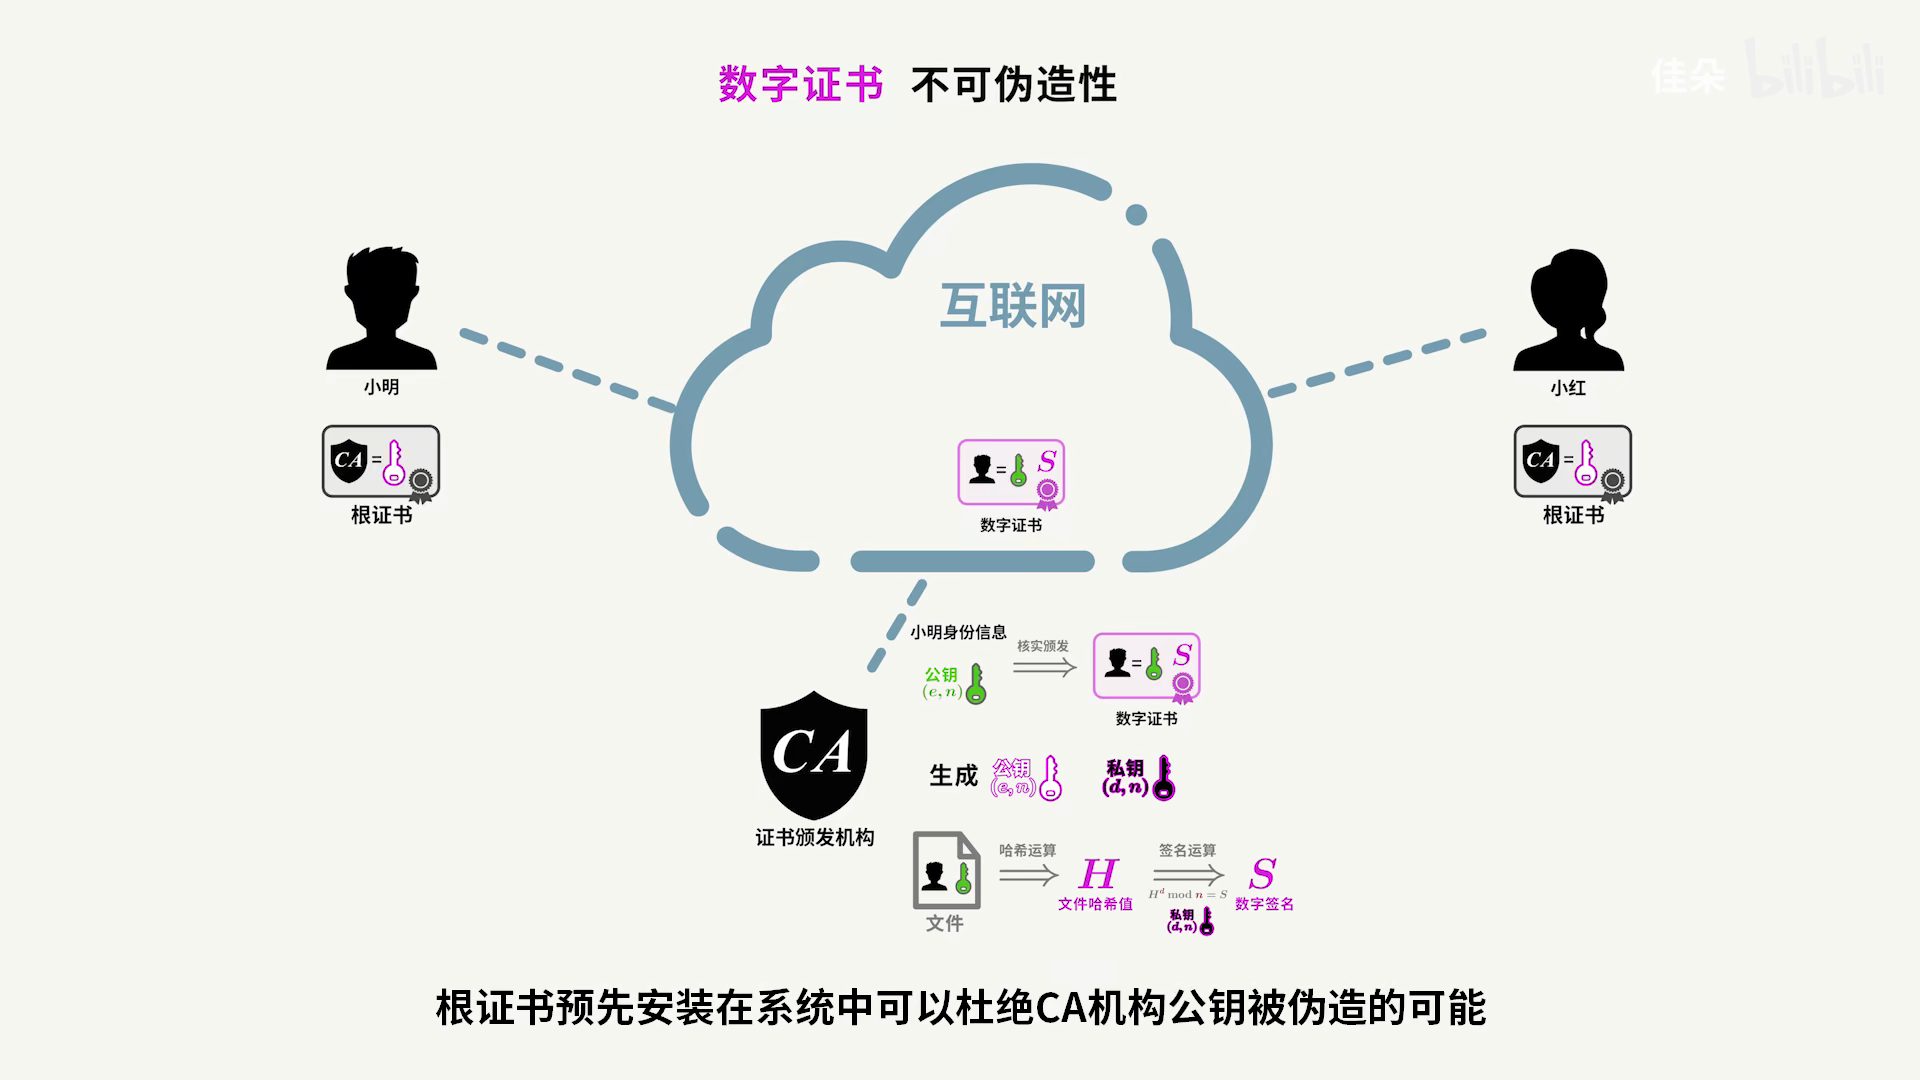 数字证书 不可伪造性
佳朵 bilibili
互联网
小明
小红
CA =
根证书
CA =
根证书
= S
数字证书
小明身份信息
核实颁发
公钥
(e, n)
= S
数字证书
CA
证书颁发机构
生成 公钥 (e, n) 私钥 (d, n)
文件
哈希运算
H
文件哈希值
签名运算
H^d mod n = S
私钥
(d, n)
S
数字签名
根证书预先安装在系统中可以杜绝CA机构公钥被伪造的可能